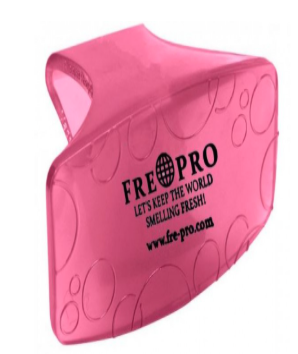 FRE PRO
LET'S KEEP THE WORLD
SMELLING FRESH!
www.fre-pro.com